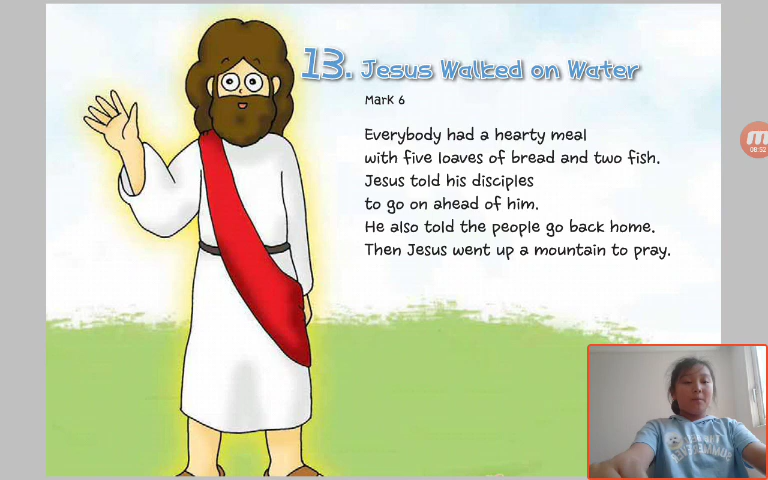 13. Jesus Walked on Water
Mark 6
Everybody had a hearty meal
with five loaves of bread and two fish.
Jesus told his disciples
to go on ahead of him.
He also told the people go back home.
Then Jesus went up a mountain to pray.
08:52